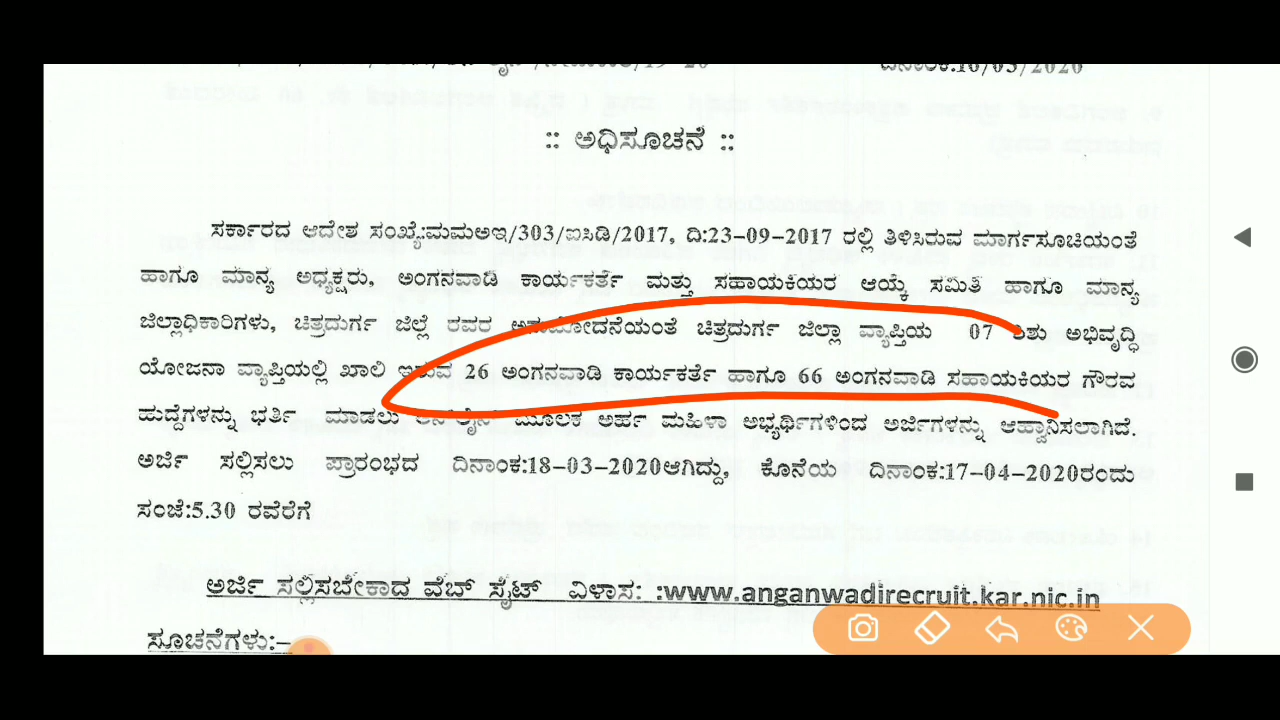 ದಿನಾಂಕ:16/03/2020
:: ಅಧಿಸೂಚನೆ ::
ಸರ್ಕಾರದ ಆದೇಶ ಸಂಖ್ಯೆ:ಮಮಅಇ/303/ಐಸಿಡಿ/2017, ದಿ:23-09-2017 ರಲ್ಲಿ ತಿಳಿಸಿರುವ ಮಾರ್ಗಸೂಚಿಯಂತೆ
ಹಾಗೂ ಮಾನ್ಯ ಅಧ್ಯಕ್ಷರು, ಅಂಗನವಾಡಿ ಕಾರ್ಯಕರ್ತೆ ಮತ್ತು ಸಹಾಯಕಿಯರ ಆಯ್ಕೆ ಸಮಿತಿ ಹಾಗೂ ಮಾನ್ಯ
ಜಿಲ್ಲಾಧಿಕಾರಿಗಳು, ಚಿತ್ರದುರ್ಗ ಜಿಲ್ಲೆ ರವರ ಅನುಮೋದನೆಯಂತೆ ಚಿತ್ರದುರ್ಗ ಜಿಲ್ಲಾ ವ್ಯಾಪ್ತಿಯ 07 ಶಿಶು ಅಭಿವೃದ್ಧಿ
ಯೋಜನಾ ವ್ಯಾಪ್ತಿಯಲ್ಲಿ ಖಾಲಿ ಇರುವ 26 ಅಂಗನವಾಡಿ ಕಾರ್ಯಕರ್ತೆ ಹಾಗೂ 66 ಅಂಗನವಾಡಿ ಸಹಾಯಕಿಯರ ಗೌರವ
ಹುದ್ದೆಗಳನ್ನು ಭರ್ತಿ ಮಾಡಲು ಆನ್‌ಲೈನ್ ಮೂಲಕ ಅರ್ಹ ಮಹಿಳಾ ಅಭ್ಯರ್ಥಿಗಳಿಂದ ಅರ್ಜಿಗಳನ್ನು ಆಹ್ವಾನಿಸಲಾಗಿದೆ.
ಅರ್ಜಿ ಸಲ್ಲಿಸಲು ಪ್ರಾರಂಭದ ದಿನಾಂಕ:18-03-2020ಆಗಿದ್ದು, ಕೊನೆಯ ದಿನಾಂಕ:17-04-2020ರಂದು
ಸಂಜೆ:5.30 ರವೆರೆಗೆ
ಅರ್ಜಿ ಸಲ್ಲಿಸಬೇಕಾದ ವೆಬ್ ಸೈಟ್ ವಿಳಾಸ: :www.anganwadirecruit.kar.nic.in
ಸೂಚನೆಗಳು:-